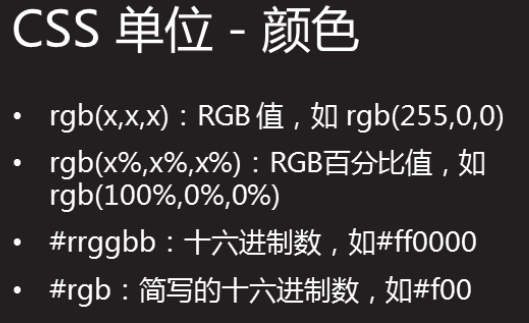 CSS 单位 - 颜色
• rgb(x,x,x)：RGB 值，如 rgb(255,0,0)
• rgb(x%,x%,x%)：RGB百分比值，如
rgb(100%,0%,0%)
• #rrggbb：十六进制数，如#ff0000
• #rgb：简写的十六进制数，如#f00